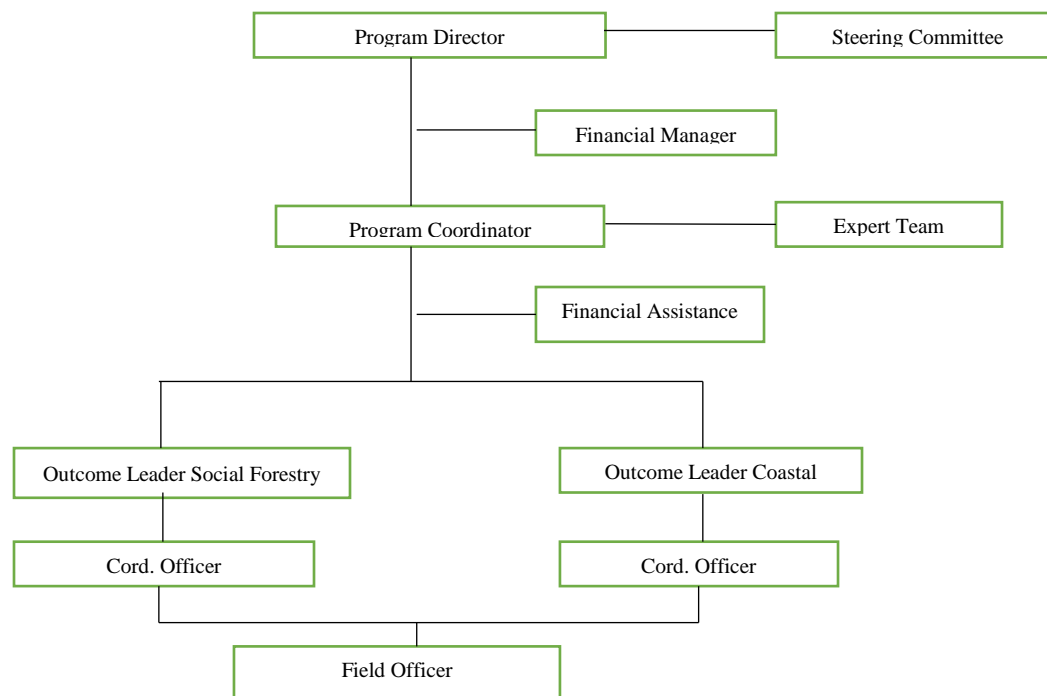 Program Director
Steering Committee
Financial Manager
Program Coordinator
Expert Team
Financial Assistance
Outcome Leader Social Forestry
Outcome Leader Coastal
Cord. Officer
Cord. Officer
Field Officer